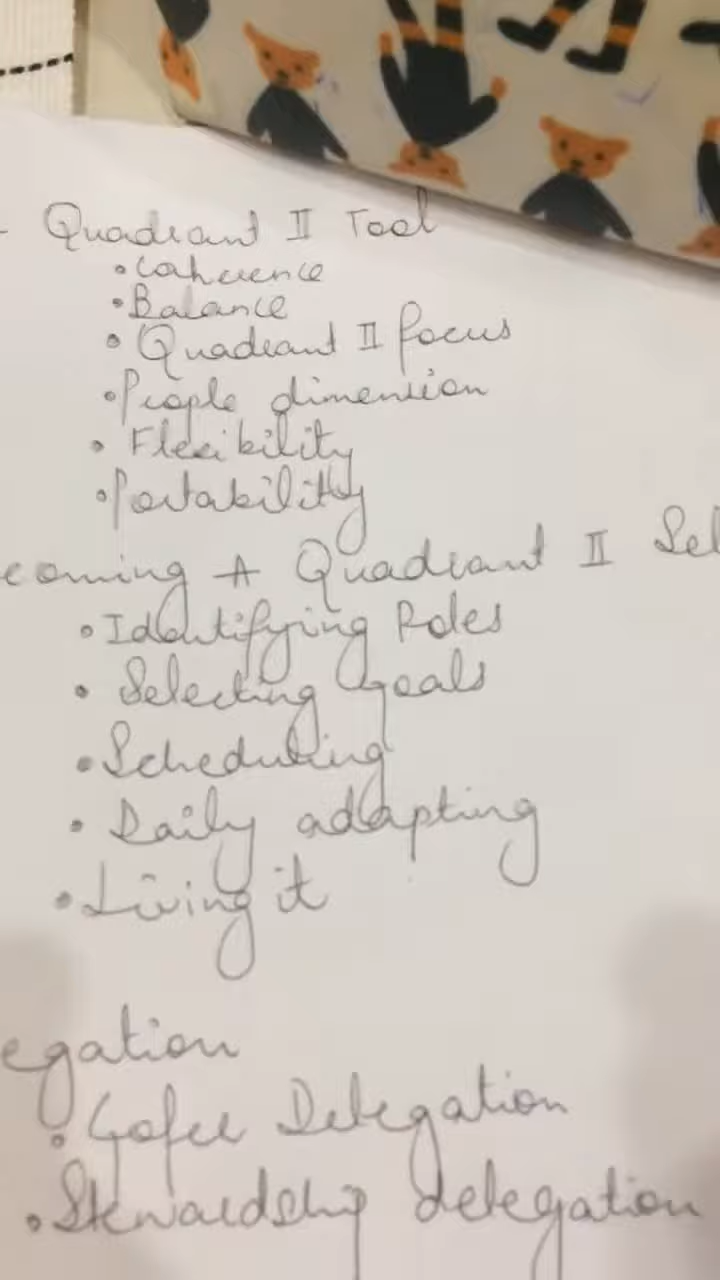 - Quadrant II Tool
• Coherence
• Balance
• Quadrant II focus
• People dimension
• Flexibility
• Portability
ecoming A Quadrant II Sel
• Identifying Roles
• Selecting goals
• Scheduling
• Daily adapting
• Living it
egation
• Gofer Delegation
• Stewardship delegation